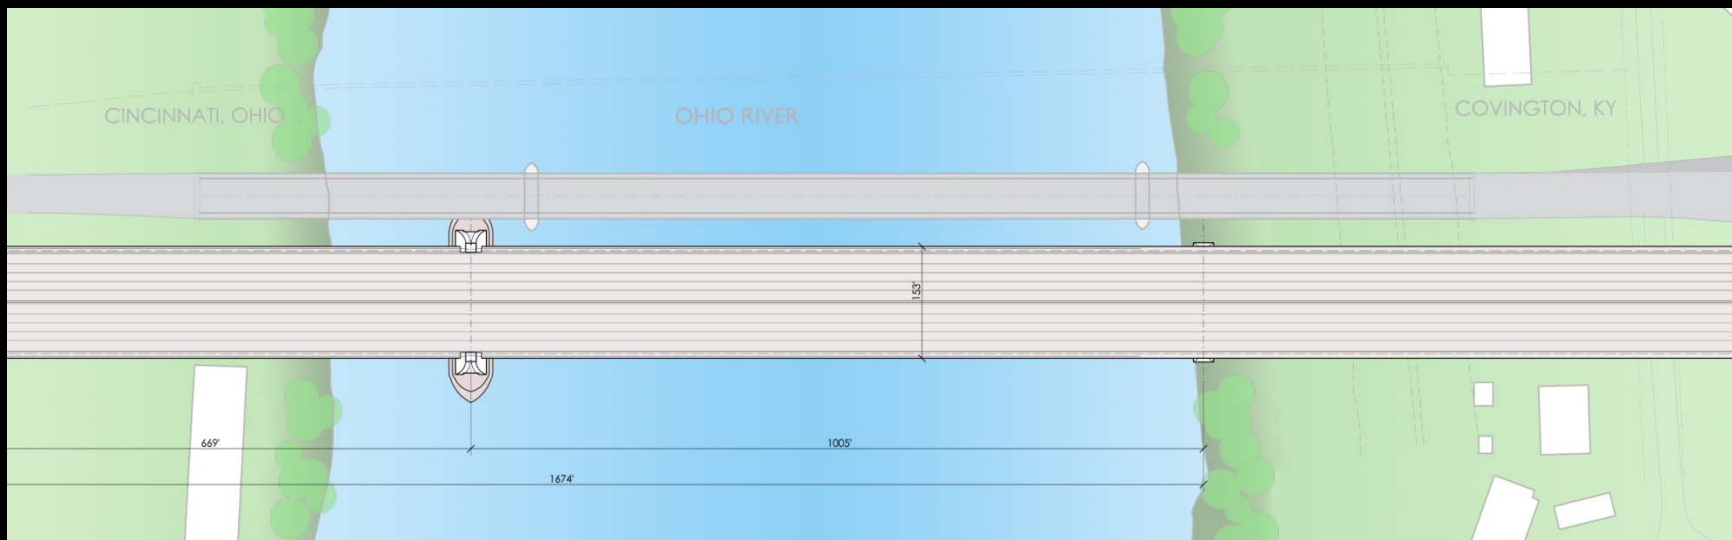 CINCINNATI, OHIO
OHIO RIVER
COVINGTON, KY
153'
669'
1005'
1674'